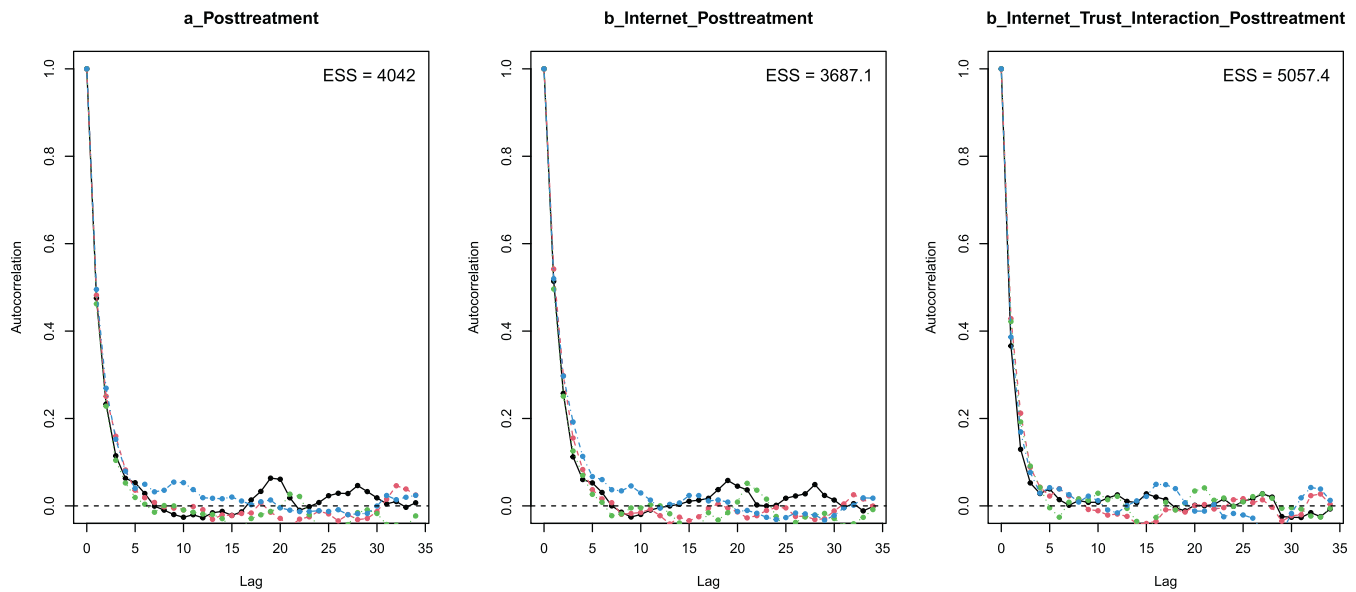 a_Posttreatment
ESS = 4042
1.0
0.8
0.6
0.4
0.2
0.0
Autocorrelation
0 5 10 15 20 25 30 35
Lag
b_Internet_Posttreatment
ESS = 3687.1
1.0
0.8
0.6
0.4
0.2
0.0
Autocorrelation
0 5 10 15 20 25 30 35
Lag
b_Internet_Trust_Interaction_Posttreatment
ESS = 5057.4
1.0
0.8
0.6
0.4
0.2
0.0
Autocorrelation
0 5 10 15 20 25 30 35
Lag